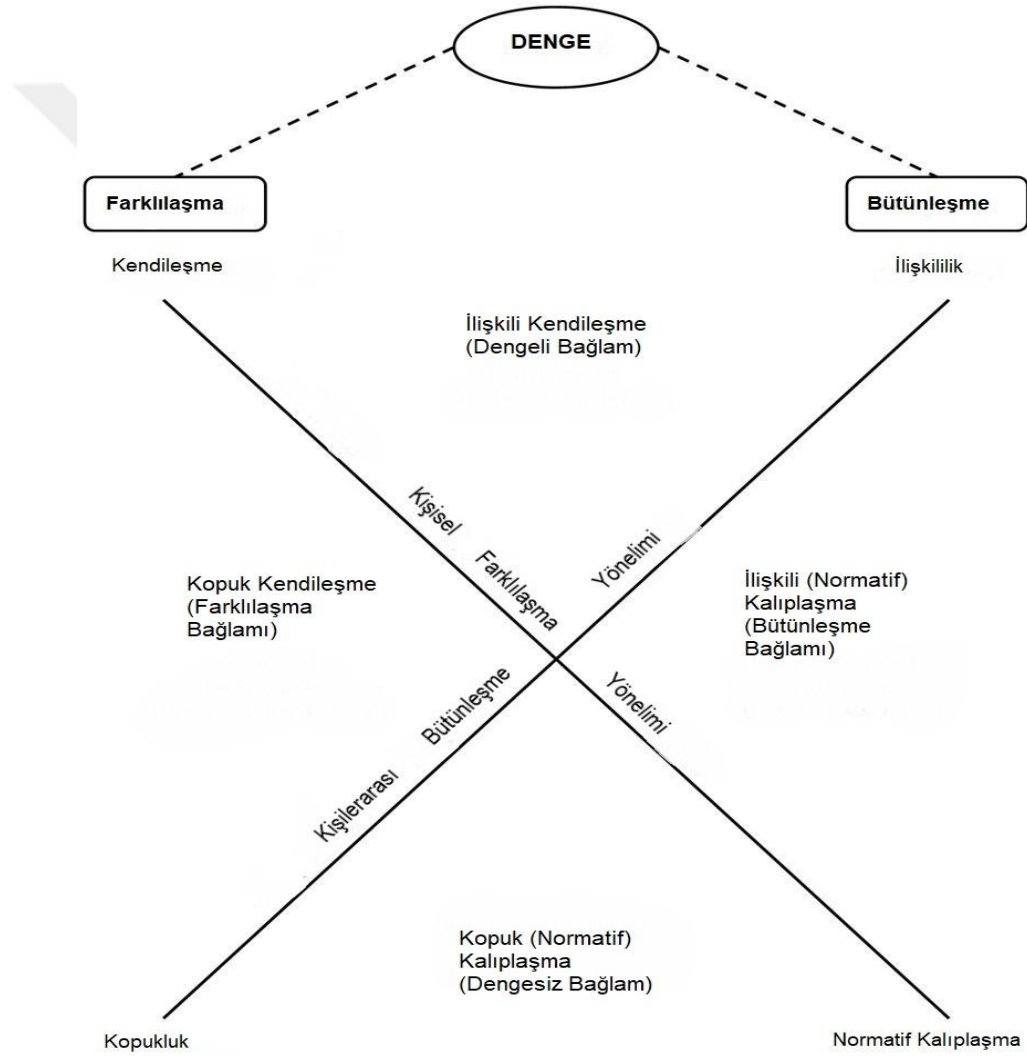 DENGE
Farklılaşma
Bütünleşme
Kendileşme
İlişkililik
İlişkili Kendileşme
(Dengeli Bağlam)
Kişisel Farklılaşma Yönelimi
Kişilerarası Bütünleşme Yönelimi
Kopuk Kendileşme
(Farklılaşma
Bağlamı)
İlişkili (Normatif)
Kalıplaşma
(Bütünleşme
Bağlamı)
Kopuk (Normatif)
Kalıplaşma
(Dengesiz Bağlam)
Kopukluk
Normatif Kalıplaşma